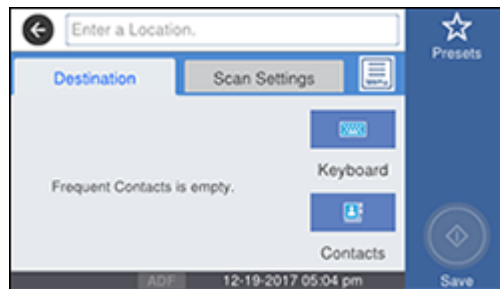 Enter a Location.
Presets
Destination
Scan Settings
Keyboard
Frequent Contacts is empty.
Contacts
ADF
12-19-2017 05:04 pm
Save